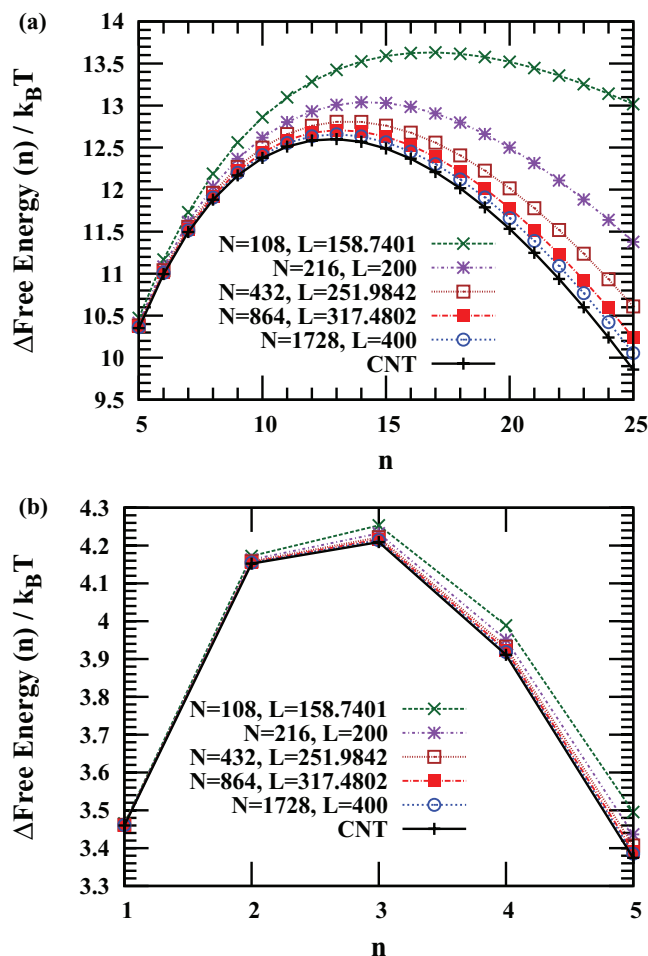 (a)
ΔFree Energy (n) / kBT
14
13.5
13
12.5
12
11.5
11
10.5
10
9.5
N=108, L=158.7401
N=216, L=200
N=432, L=251.9842
N=864, L=317.4802
N=1728, L=400
CNT
5 10 15 20 25
n
(b)
ΔFree Energy (n) / kBT
4.3
4.2
4.1
4
3.9
3.8
3.7
3.6
3.5
3.4
3.3
N=108, L=158.7401
N=216, L=200
N=432, L=251.9842
N=864, L=317.4802
N=1728, L=400
CNT
1 2 3 4 5
n